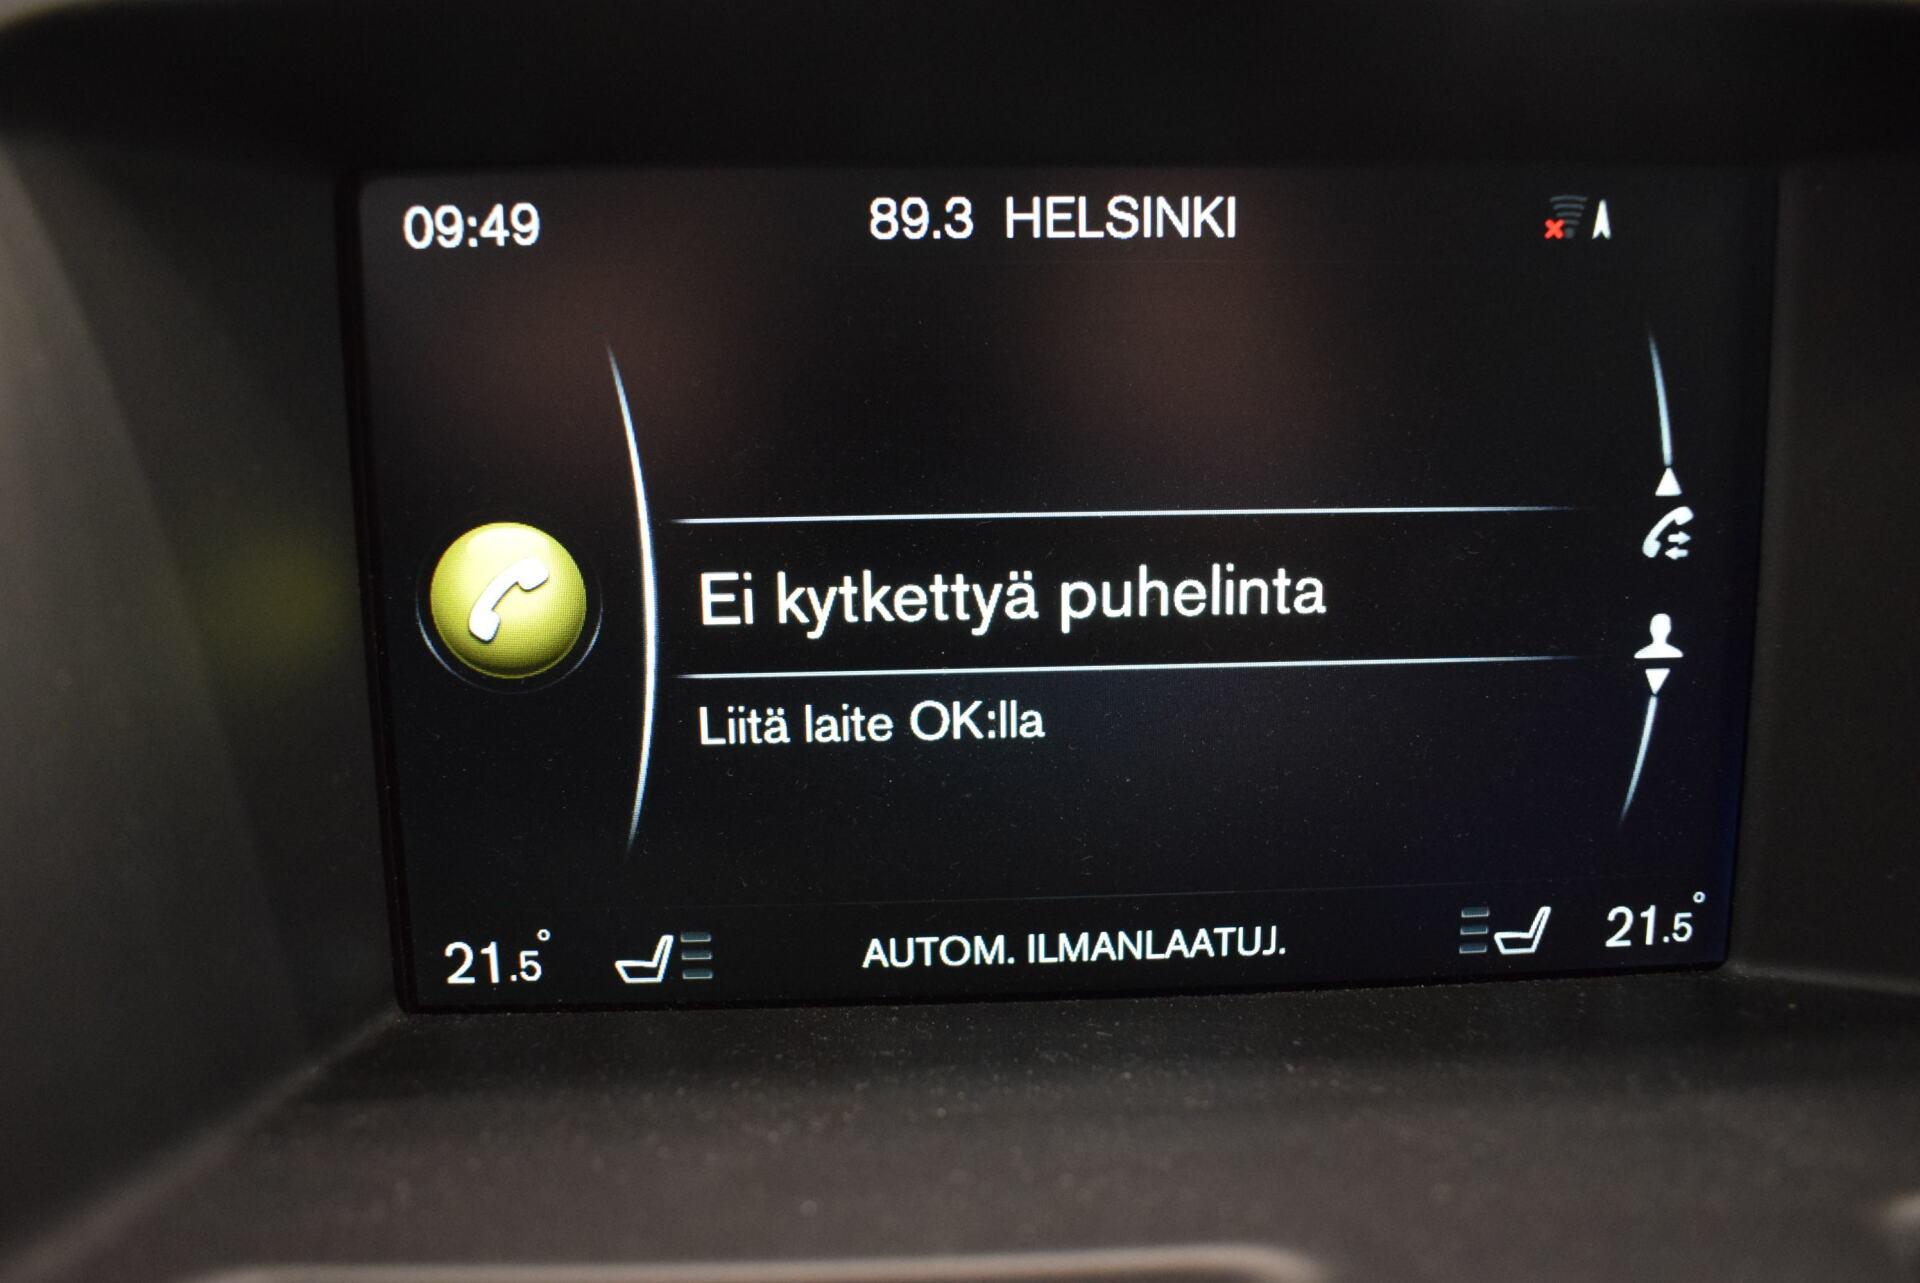 09:49
89.3 HELSINKI
Ei kytkettyä puhelinta
Liitä laite OK:lla
21.5°
AUTOM. ILMANLAATUJ.
21.5°